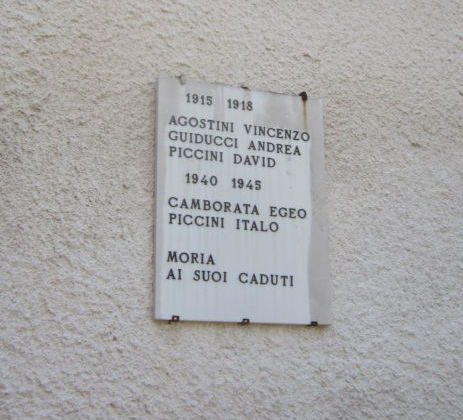 1915 1918
AGOSTINI VINCENZO
GUIDUCCI ANDREA
PICCINI DAVID
1940 1945
CAMBORATA EGEO
PICCINI ITALO
MORIA
AI SUOI CADUTI